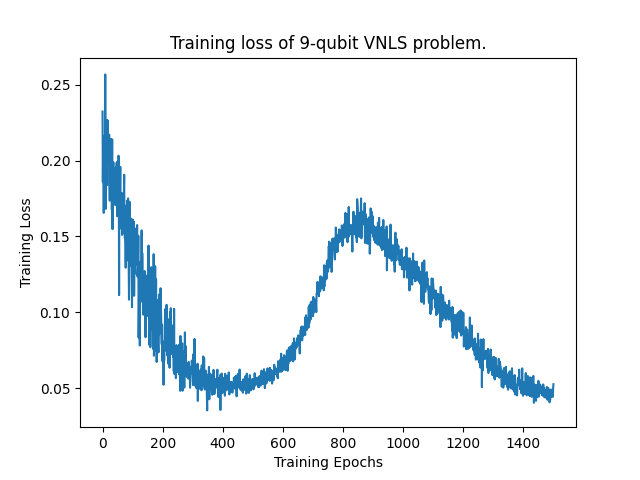 Training loss of 9-qubit VNLS problem.
0.25
0.20
0.15
0.10
0.05
Training Loss
0 200 400 600 800 1000 1200 1400
Training Epochs